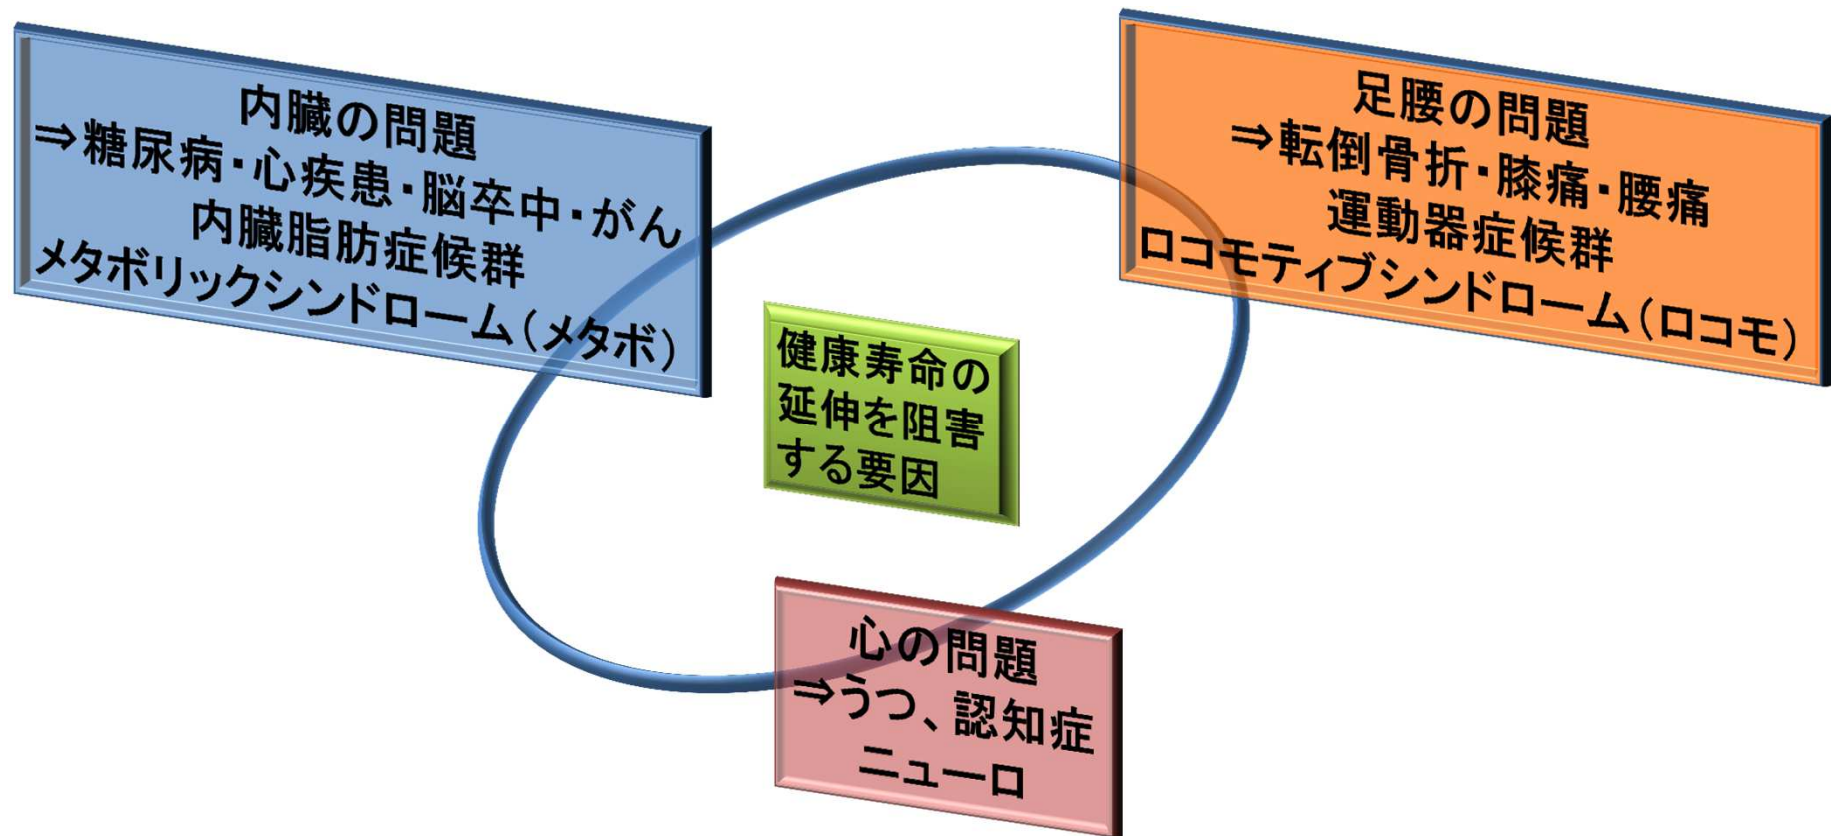 内臓の問題
⇒糖尿病・心疾患・脳卒中・がん
内臓脂肪症候群
メタボリックシンドローム(メタボ)
足腰の問題
⇒転倒骨折・膝痛・腰痛
運動器症候群
ロコモティブシンドローム(ロコモ)
健康寿命の
延伸を阻害
する要因
心の問題
⇒うつ、認知症
ニューロ